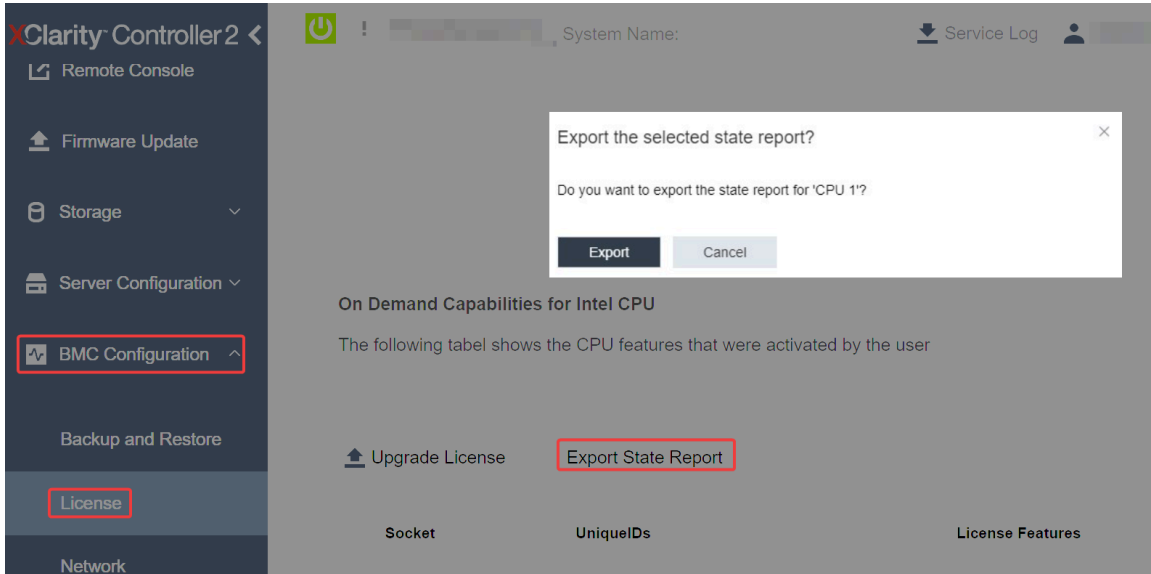 XClarity Controller 2
Remote Console
Firmware Update
Storage
Server Configuration
BMC Configuration
Backup and Restore
License
Network
! System Name:
Service Log
Export the selected state report?
Do you want to export the state report for 'CPU 1'?
Export Cancel
On Demand Capabilities for Intel CPU
The following tabel shows the CPU features that were activated by the user
Upgrade License Export State Report
Socket UniqueIDs License Features